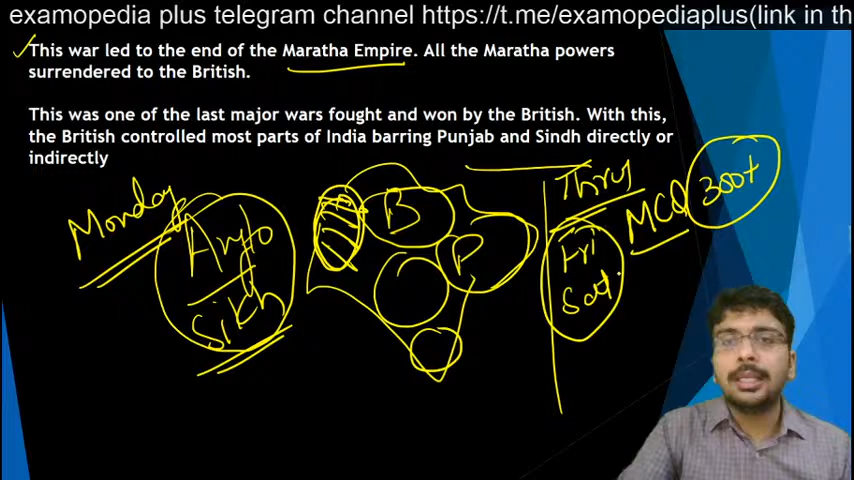 examopedia plus telegram channel https://t.me/examopediaplus(link in th
This war led to the end of the Maratha Empire. All the Maratha powers
surrendered to the British.
This was one of the last major wars fought and won by the British. With this,
the British controlled most parts of India barring Punjab and Sindh directly or
indirectly
Monday
Anglo
Sikh
B
P
Thrus
Fri
Sat
MCQ 300+